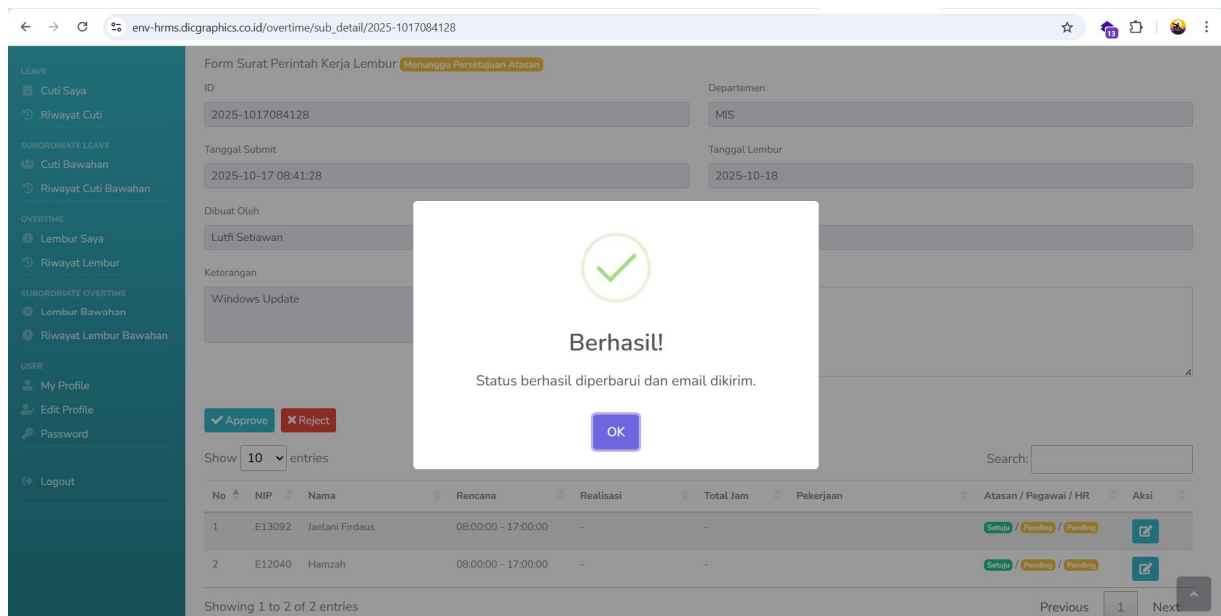 env-hrms.dicgraphics.co.id/overtime/sub_detail/2025-1017084128
13
LEAVE
Cuti Saya
Riwayat Cuti
SUBORDINATE LEAVE
Cuti Bawahan
Riwayat Cuti Bawahan
OVERTIME
Lembur Saya
Riwayat Lembur
SUBORDINATE OVERTIME
Lembur Bawahan
Riwayat Lembur Bawahan
USER
My Profile
Edit Profile
Password
Logout
Form Surat Perintah Kerja Lembur Menunggu Persetujuan Atasan
ID Departemen
2025-1017084128 MIS
Tanggal Submit Tanggal Lembur
2025-10-17 08:41:28 2025-10-18
Dibuat Oleh
Lutfi Setiawan
Keterangan
Windows Update
Berhasil!
Status berhasil diperbarui dan email dikirim.
OK
Approve Reject
Show 10 entries Search:
No NIP Nama Rencana Realisasi Total Jam Pekerjaan Atasan / Pegawai / HR Aksi
1 E13092 Jaelani Firdaus 08:00:00 - 17:00:00 - - Setuju / Pending / Pending
2 E12040 Hamzah 08:00:00 - 17:00:00 - - Setuju / Pending / Pending
Showing 1 to 2 of 2 entries Previous 1 Next